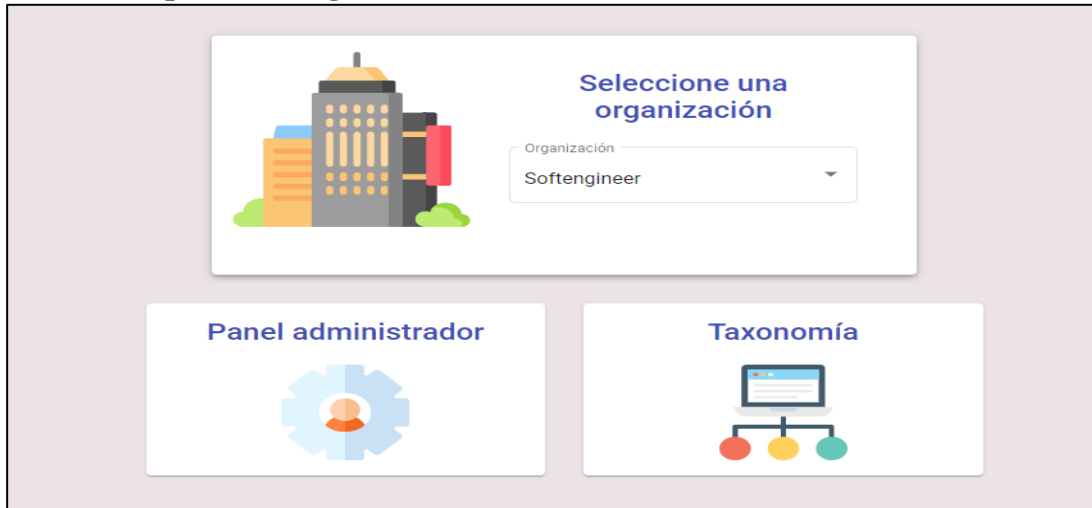 Seleccione una
organización
Organización
Softengineer
Panel administrador
Taxonomía